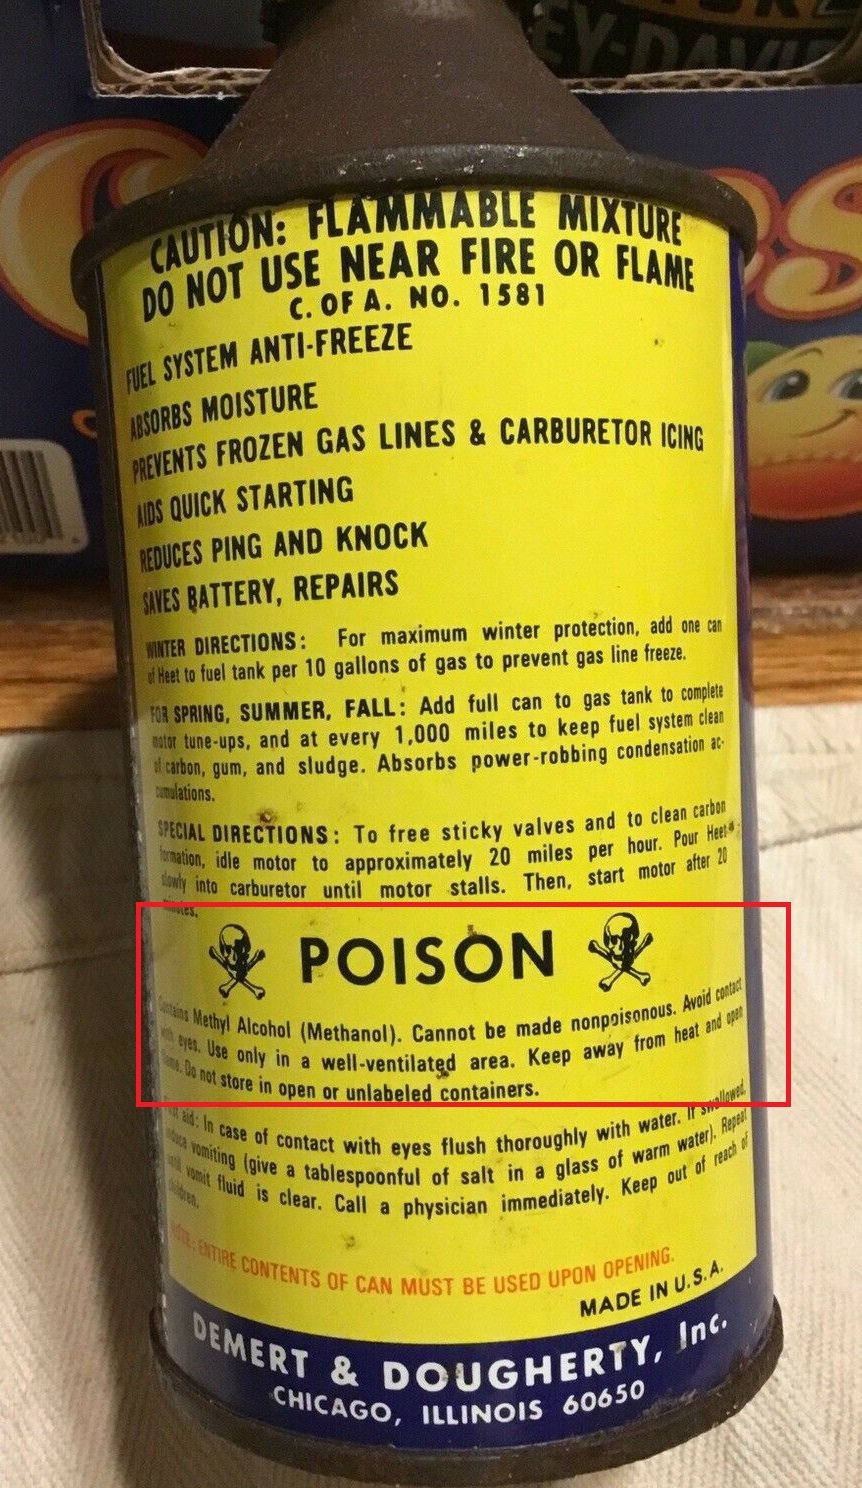 EY-DAVI
CAUTION: FLAMMABLE MIXTURE
DO NOT USE NEAR FIRE OR FLAME
C. OF A. NO. 1581
FUEL SYSTEM ANTI-FREEZE
ABSORBS MOISTURE
PREVENTS FROZEN GAS LINES & CARBURETOR ICING
AIDS QUICK STARTING
REDUCES PING AND KNOCK
SAVES BATTERY, REPAIRS
WINTER DIRECTIONS: For maximum winter protection, add one can
of Heet to fuel tank per 10 gallons of gas to prevent gas line freeze.
FOR SPRING, SUMMER, FALL: Add full can to gas tank to complete
motor tune-ups, and at every 1,000 miles to keep fuel system clean
of carbon, gum, and sludge. Absorbs power-robbing condensation ac-
cumulations.
SPECIAL DIRECTIONS: To free sticky valves and to clean carbon
formation, idle motor to approximately 20 miles per hour. Pour Heet
slowly into carburetor until motor stalls. Then, start motor after 20
minutes.
POISON
Contains Methyl Alcohol (Methanol). Cannot be made nonpoisonous. Avoid contact
with eyes. Use only in a well-ventilated area. Keep away from heat and open
flame. Do not store in open or unlabeled containers.
aid: In case of contact with eyes flush thoroughly with water. If swallowed,
induce vomiting (give a tablespoonful of salt in a glass of warm water). Repeat
until vomit fluid is clear. Call a physician immediately. Keep out of reach of
children.
NOTE: ENTIRE CONTENTS OF CAN MUST BE USED UPON OPENING.
MADE IN U.S.A.
DEMERT & DOUGHERTY, Inc.
CHICAGO, ILLINOIS 60650